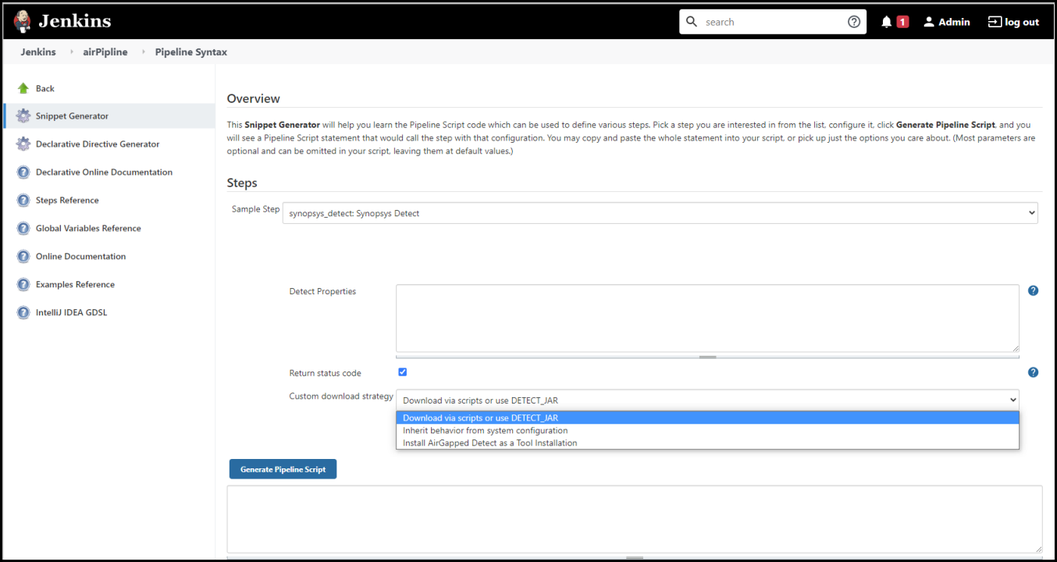 Jenkins
search
1
Admin
log out
Jenkins
airPipline
Pipeline Syntax
Back
Snippet Generator
Declarative Directive Generator
Declarative Online Documentation
Steps Reference
Global Variables Reference
Online Documentation
Examples Reference
IntelliJ IDEA GDSL
Overview
This Snippet Generator will help you learn the Pipeline Script code which can be used to define various steps. Pick a step you are interested in from the list, configure it, click Generate Pipeline Script, and you
will see a Pipeline Script statement that would call the step with that configuration. You may copy and paste the whole statement into your script, or pick up just the options you care about. (Most parameters are
optional and can be omitted in your script, leaving them at default values.)
Steps
Sample Step
synopsys_detect: Synopsys Detect
Detect Properties
Return status code
Custom download strategy
Download via scripts or use DETECT_JAR
Download via scripts or use DETECT_JAR
Inherit behavior from system configuration
Install AirGapped Detect as a Tool Installation
Generate Pipeline Script